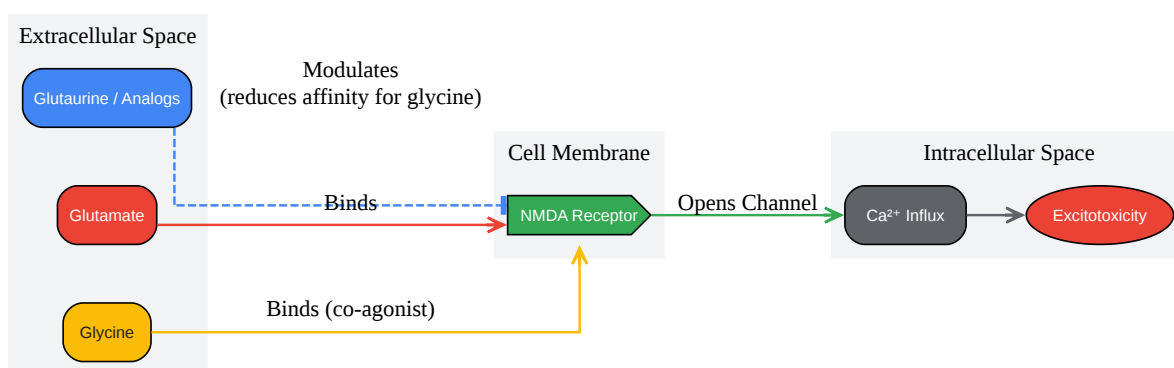 Extracellular Space
Glutaurine / Analogs
Modulates
(reduces affinity for glycine)
Cell Membrane
Intracellular Space
Glutamate
Binds
NMDA Receptor
Opens Channel
Ca²⁺ Influx
Excitotoxicity
Binds (co-agonist)
Glycine